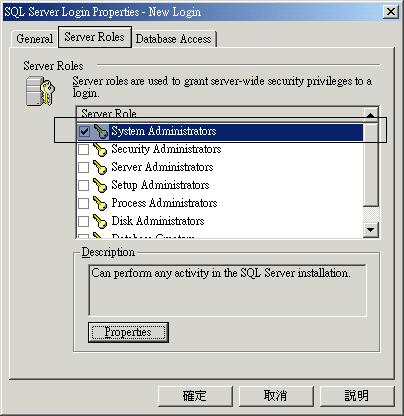 SQL Server Login Properties - New Login
General
Server Roles
Database Access
Server Roles
Server roles are used to grant server-wide security privileges to a
login.
Server Role
System Administrators
Security Administrators
Server Administrators
Setup Administrators
Process Administrators
Disk Administrators
Description
Can perform any activity in the SQL Server installation.
Properties
確定
取消
說明